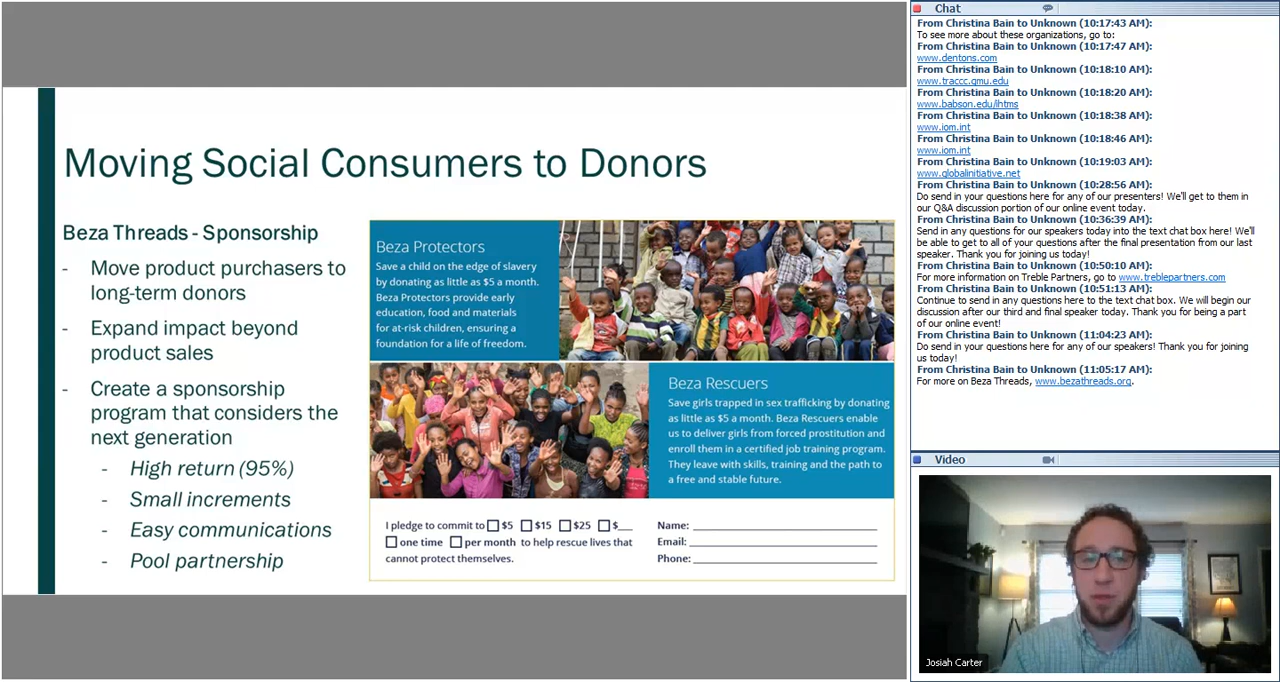 Moving Social Consumers to Donors
Beza Threads - Sponsorship
- Move product purchasers to
long-term donors
- Expand impact beyond
product sales
- Create a sponsorship
program that considers the
next generation
- High return (95%)
- Small increments
- Easy communications
- Pool partnership
Beza Protectors
Save a child on the edge of slavery
by donating as little as $5 a month.
Beza Protectors provide early
education, food and materials
for at-risk children, ensuring a
foundation for a life of freedom.
Beza Rescuers
Save girls trapped in sex trafficking by donating
as little as $5 a month. Beza Rescuers enable
us to deliver girls from forced prostitution and
enroll them in a certified job training program.
They leave with skills, training and the path to
a free and stable future.
I pledge to commit to $5 $15 $25 $__
one time per month to help rescue lives that
cannot protect themselves.
Name:
Email:
Phone:
Chat
From Christina Bain to Unknown (10:17:43 AM):
To see more about these organizations, go to:
From Christina Bain to Unknown (10:17:47 AM):
www.dentons.com
From Christina Bain to Unknown (10:18:10 AM):
www.traccc.gmu.edu
From Christina Bain to Unknown (10:18:20 AM):
www.babson.edu/ihtms
From Christina Bain to Unknown (10:18:38 AM):
www.iom.int
From Christina Bain to Unknown (10:18:46 AM):
www.iom.int
From Christina Bain to Unknown (10:19:03 AM):
www.globalinitiative.net
From Christina Bain to Unknown (10:28:56 AM):
Do send in your questions here for any of our presenters! We'll get to them in
our Q&A discussion portion of our online event today.
From Christina Bain to Unknown (10:36:39 AM):
Send in any questions for our speakers today into the text chat box here! We'll
be able to get to all of your questions after the final presentation from our last
speaker. Thank you for joining us today!
From Christina Bain to Unknown (10:50:10 AM):
For more information on Treble Partners, go to www.treblepartners.com
From Christina Bain to Unknown (10:51:13 AM):
Continue to send in any questions here to the text chat box. We will begin our
discussion after our third and final speaker today. Thank you for being a part
of our online event!
From Christina Bain to Unknown (11:04:23 AM):
Do send in your questions here for any of our speakers! Thank you for joining
us today!
From Christina Bain to Unknown (11:05:17 AM):
For more on Beza Threads, www.bezathreads.org.
Video
Josiah Carter